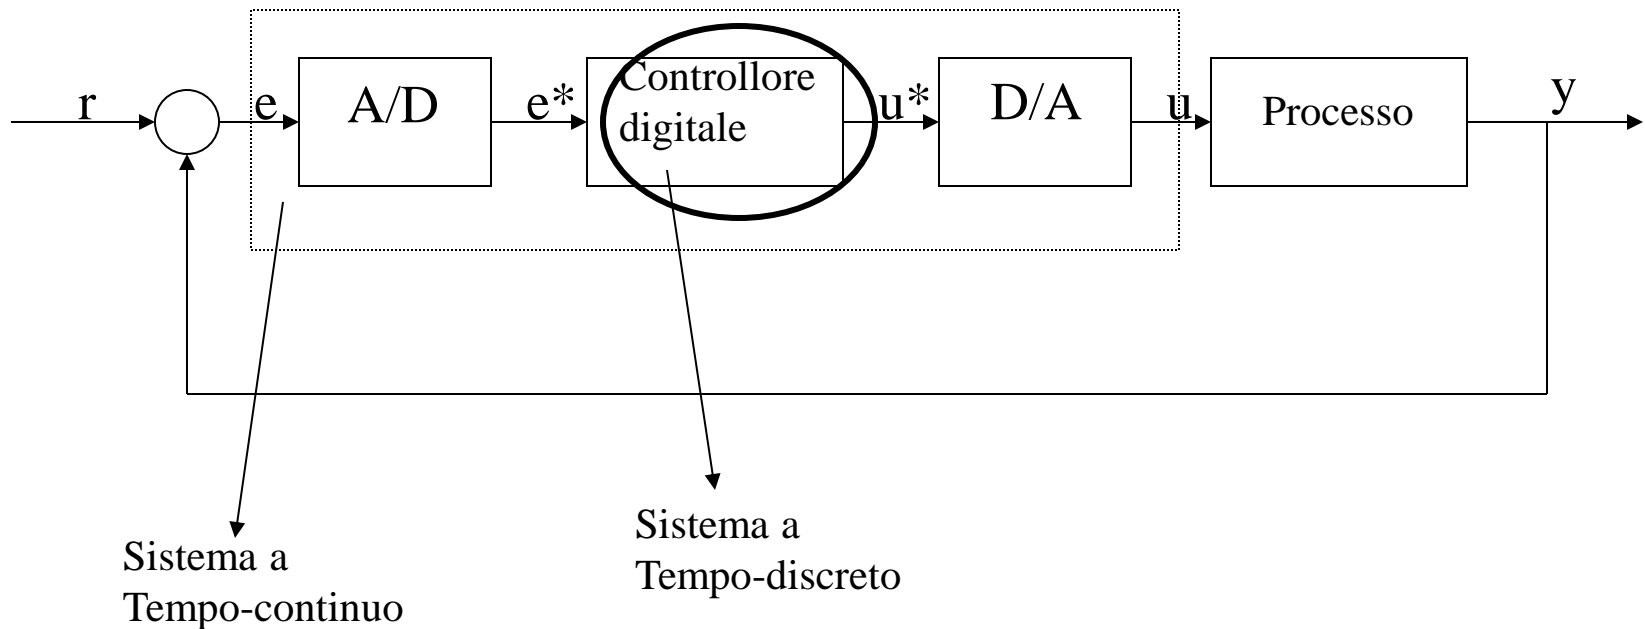 r
e
A/D
e*
Controllore
digitale
u*
D/A
u
Processo
y
Sistema a
Tempo-continuo
Sistema a
Tempo-discreto